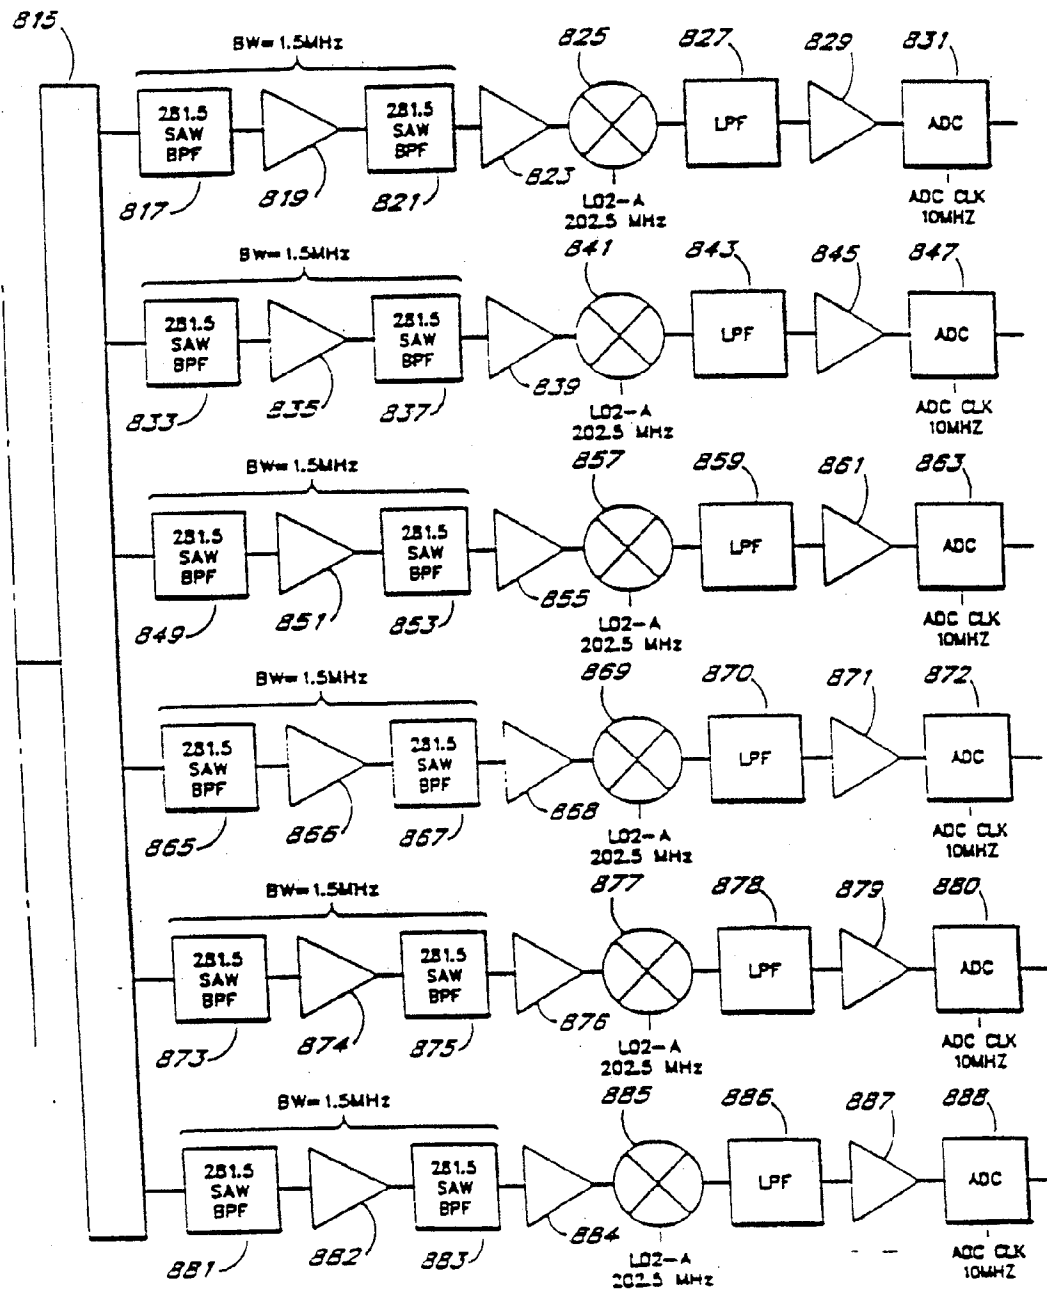 815
BW=1.5MHz
825
827
829
831
281.5
SAW
BPF
281.5
SAW
BPF
LPF
ADC
817
819
821
823
LO2-A
202.5 MHz
ADC CLK
10MHZ
BW=1.5MHz
841
843
845
847
281.5
SAW
BPF
281.5
SAW
BPF
LPF
ADC
833
835
837
839
LO2-A
202.5 MHz
ADC CLK
10MHZ
BW=1.5MHz
857
859
861
863
281.5
SAW
BPF
281.5
SAW
BPF
LPF
ADC
849
851
853
855
LO2-A
202.5 MHz
ADC CLK
10MHZ
BW=1.5MHz
869
870
871
872
281.5
SAW
BPF
281.5
SAW
BPF
LPF
ADC
865
866
867
868
LO2-A
202.5 MHz
ADC CLK
10MHZ
BW=1.5MHz
877
878
879
880
281.5
SAW
BPF
281.5
SAW
BPF
LPF
ADC
873
874
875
876
LO2-A
202.5 MHz
ADC CLK
10MHZ
BW=1.5MHz
885
886
887
888
281.5
SAW
BPF
281.5
SAW
BPF
LPF
ADC
881
882
883
884
LO2-A
202.5 MHz
ADC CLK
10MHZ